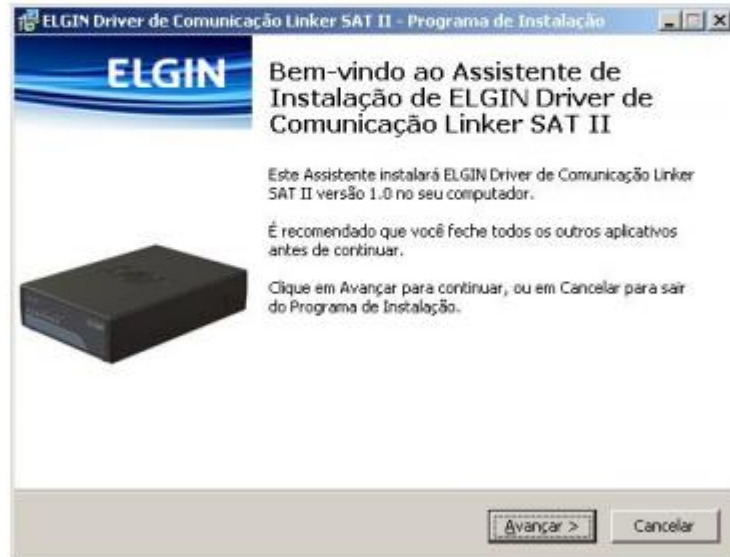 ELGIN Driver de Comunicação Linker SAT II - Programa de Instalação
ELGIN
Bem-vindo ao Assistente de
Instalação de ELGIN Driver de
Comunicação Linker SAT II
Este Assistente instalará ELGIN Driver de Comunicação Linker
SAT II versão 1.0 no seu computador.
É recomendado que você feche todos os outros aplicativos
antes de continuar.
Clique em Avançar para continuar, ou em Cancelar para sair
do Programa de Instalação.
Avançar >
Cancelar